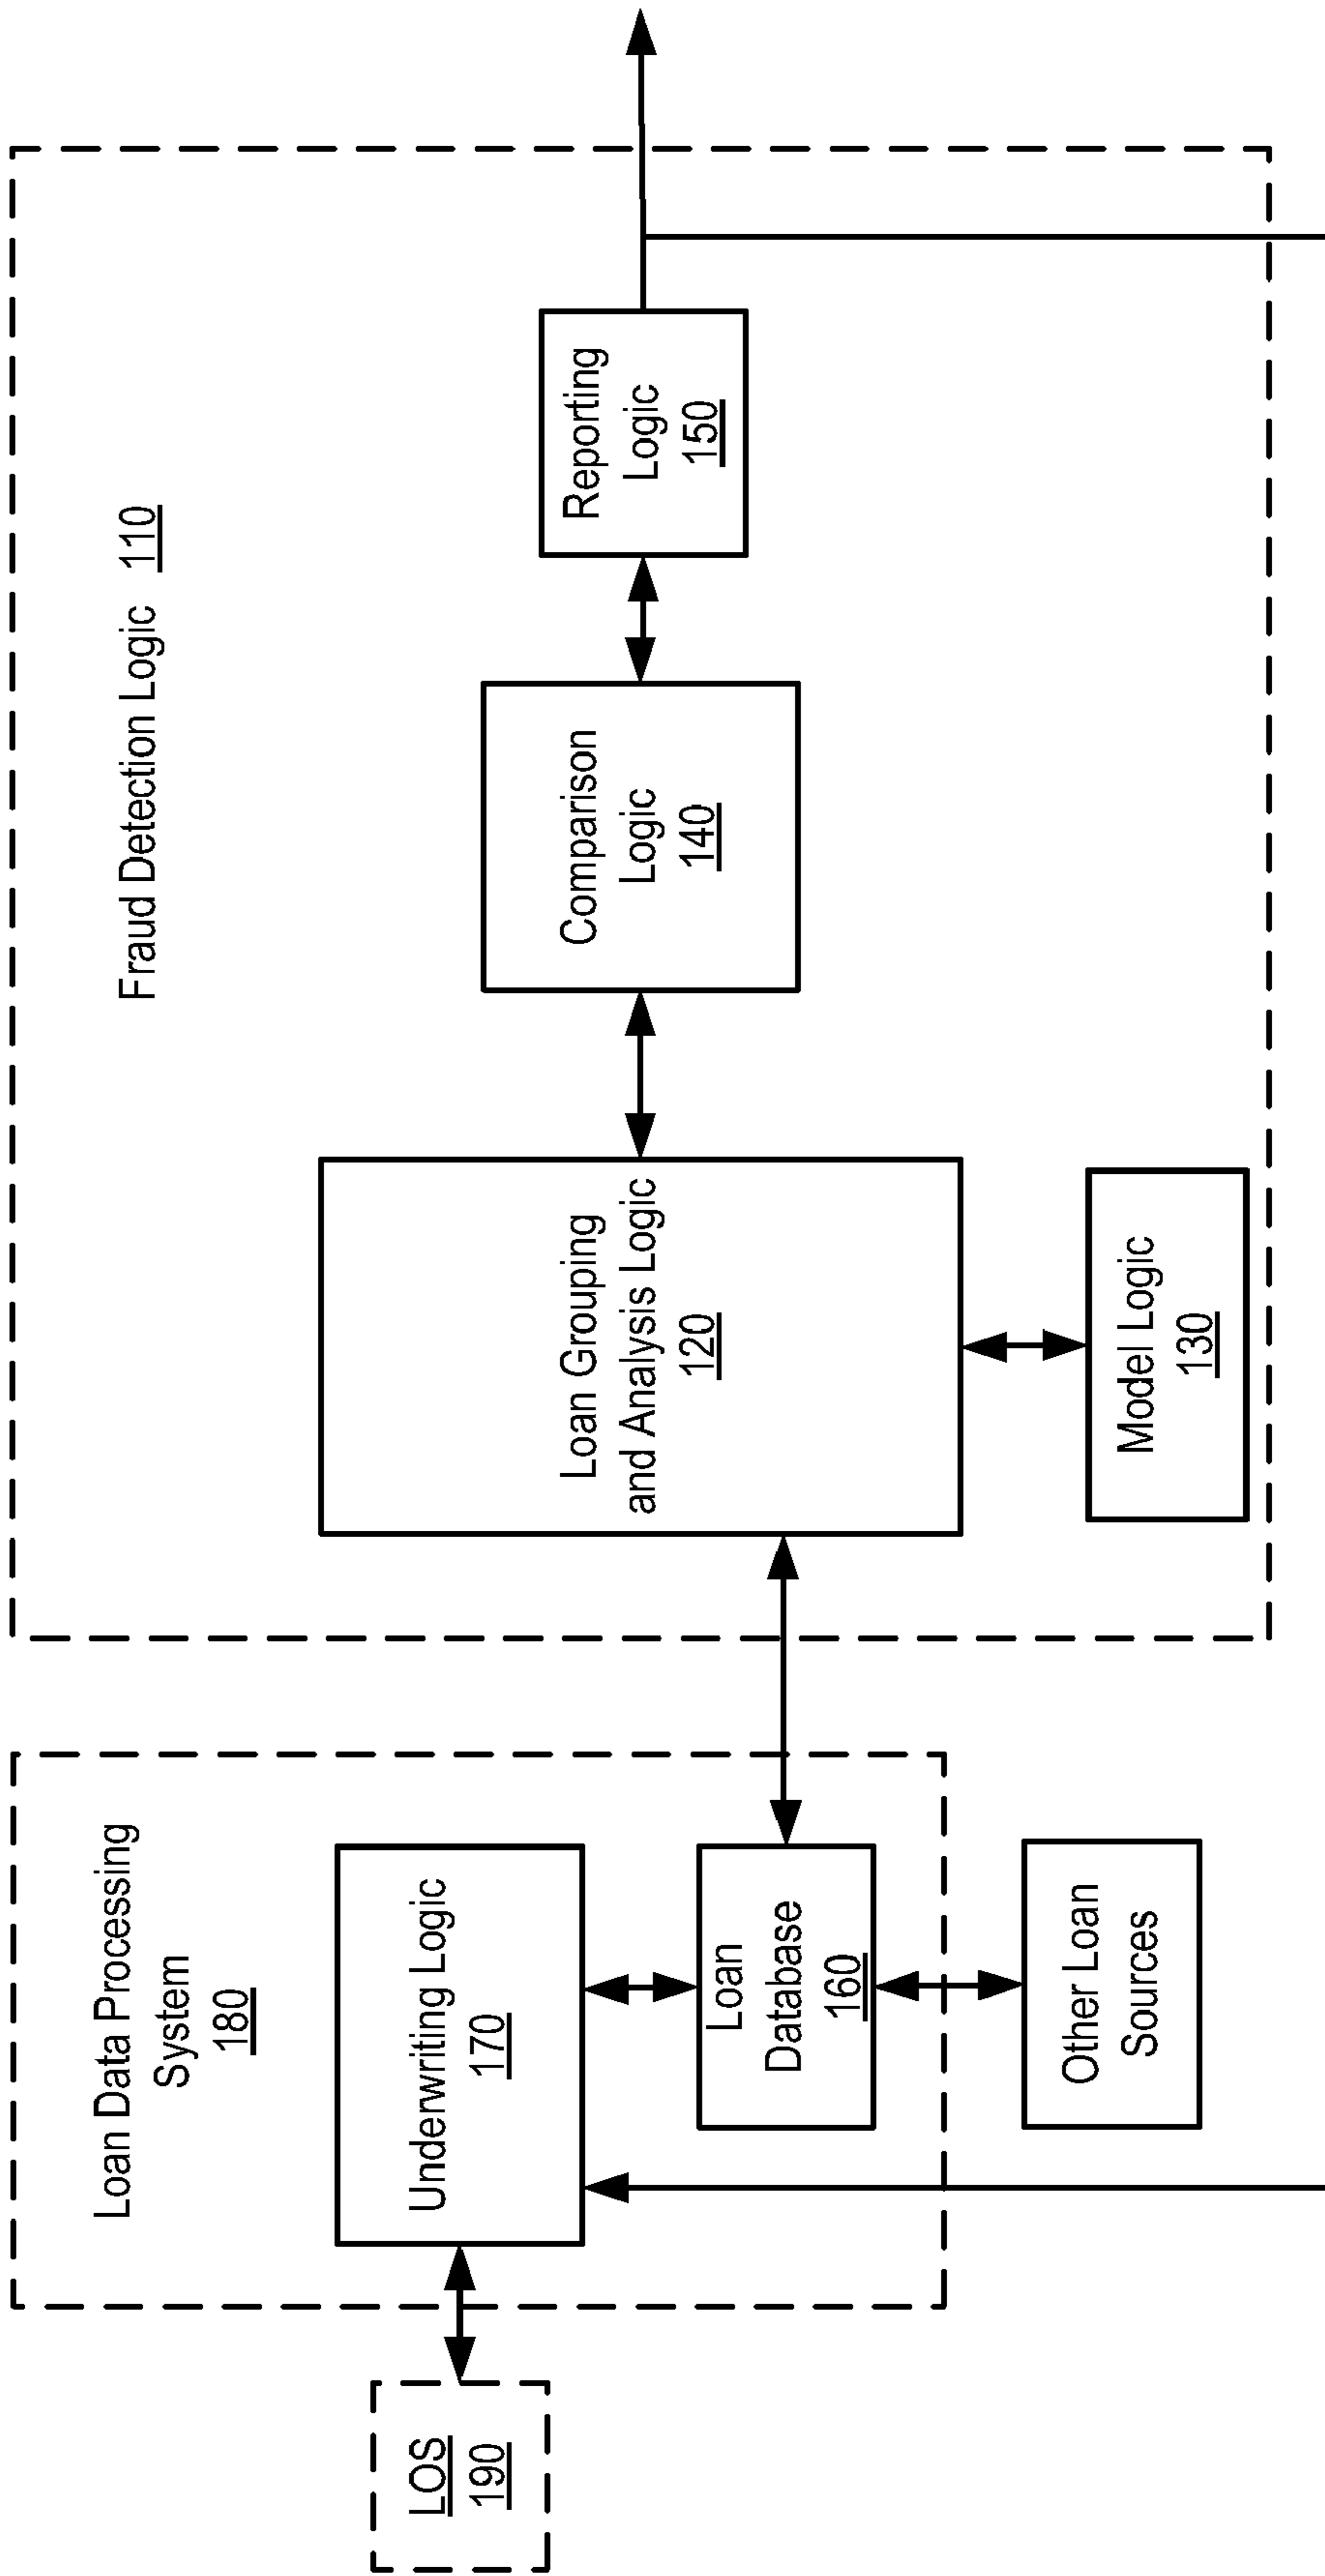 Loan Data Processing
System
180
Fraud Detection Logic 110
LOS
190
Underwriting Logic
170
Loan
Database
160
Other Loan
Sources
Loan Grouping
and Analysis Logic
120
Model Logic
130
Comparison
Logic
140
Reporting
Logic
150